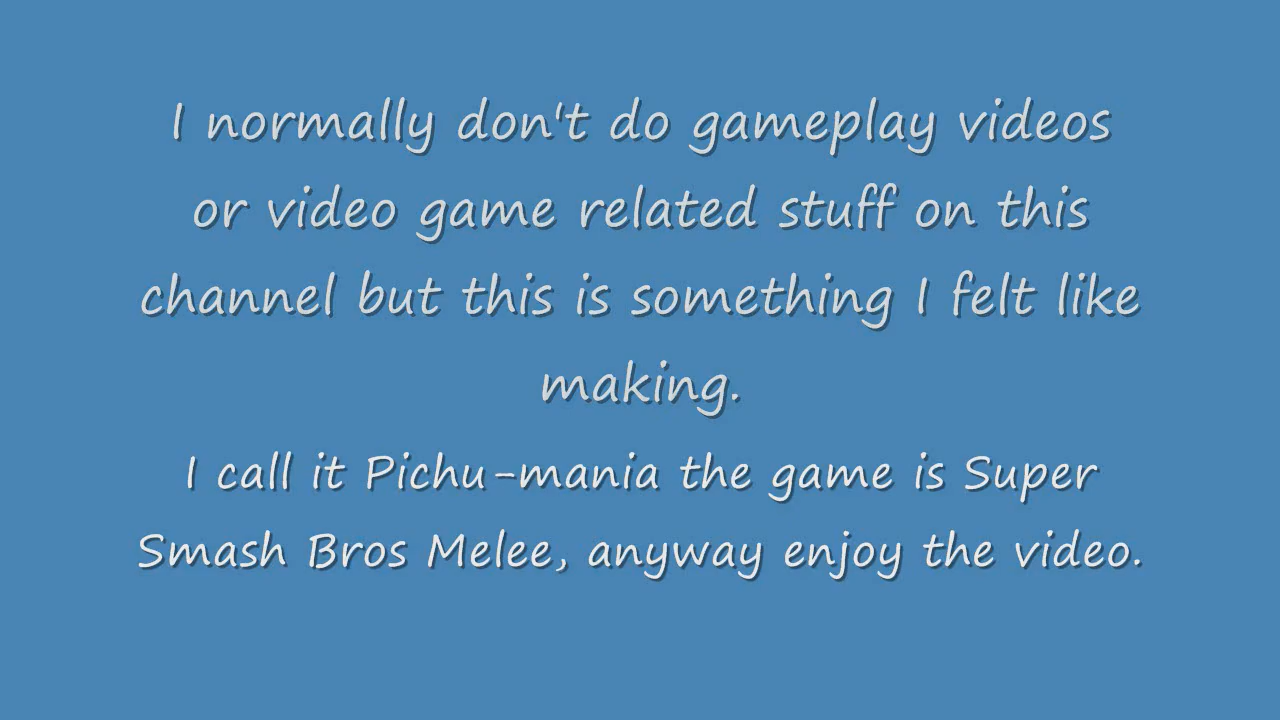 I normally don't do gameplay videos
or video game related stuff on this
channel but this is something I felt like
making.
I call it Pichu-mania the game is Super
Smash Bros Melee, anyway enjoy the video.